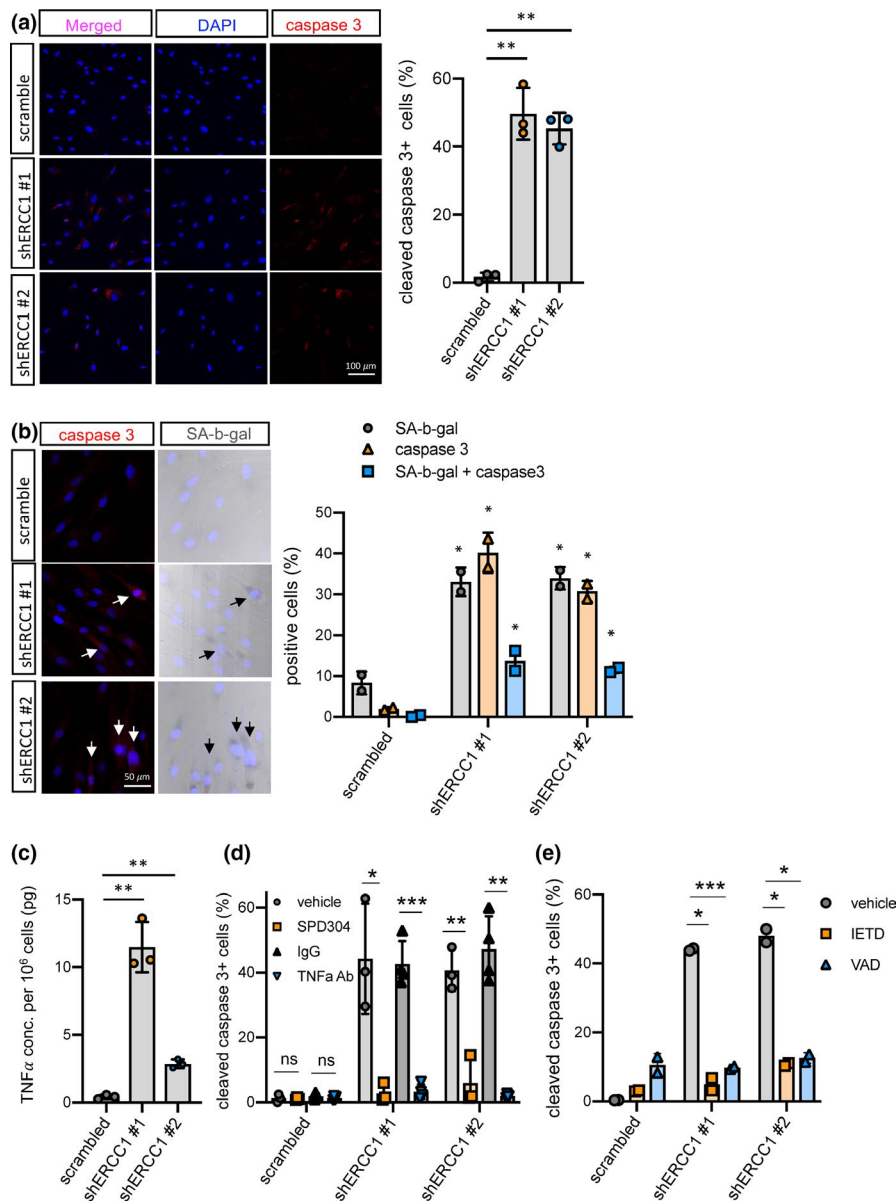 (a)
Merged DAPI caspase 3
scramble
shERCC1 #1
shERCC1 #2
100 µm
** 
**
cleaved caspase 3+ cells (%)
60
40
20
0
scrambled
shERCC1 #1
shERCC1 #2
(b)
caspase 3 SA-b-gal
scramble
shERCC1 #1
shERCC1 #2
50 µm
SA-b-gal
caspase 3
SA-b-gal + caspase3
positive cells (%)
50
40
30
20
10
0
* * *
* * *
scrambled
shERCC1 #1
shERCC1 #2
(c)
TNFα conc. per 10⁶ cells (pg)
**
**
15
10
5
0
scrambled
shERCC1 #1
shERCC1 #2
(d)
cleaved caspase 3+ cells (%)
vehicle
SPD304
IgG
TNFa Ab
60
40
20
0
ns ns
* ***
** **
scrambled
shERCC1 #1
shERCC1 #2
(e)
cleaved caspase 3+ cells (%)
60
40
20
0
***
*
*
*
vehicle
IETD
VAD
scrambled
shERCC1 #1
shERCC1 #2